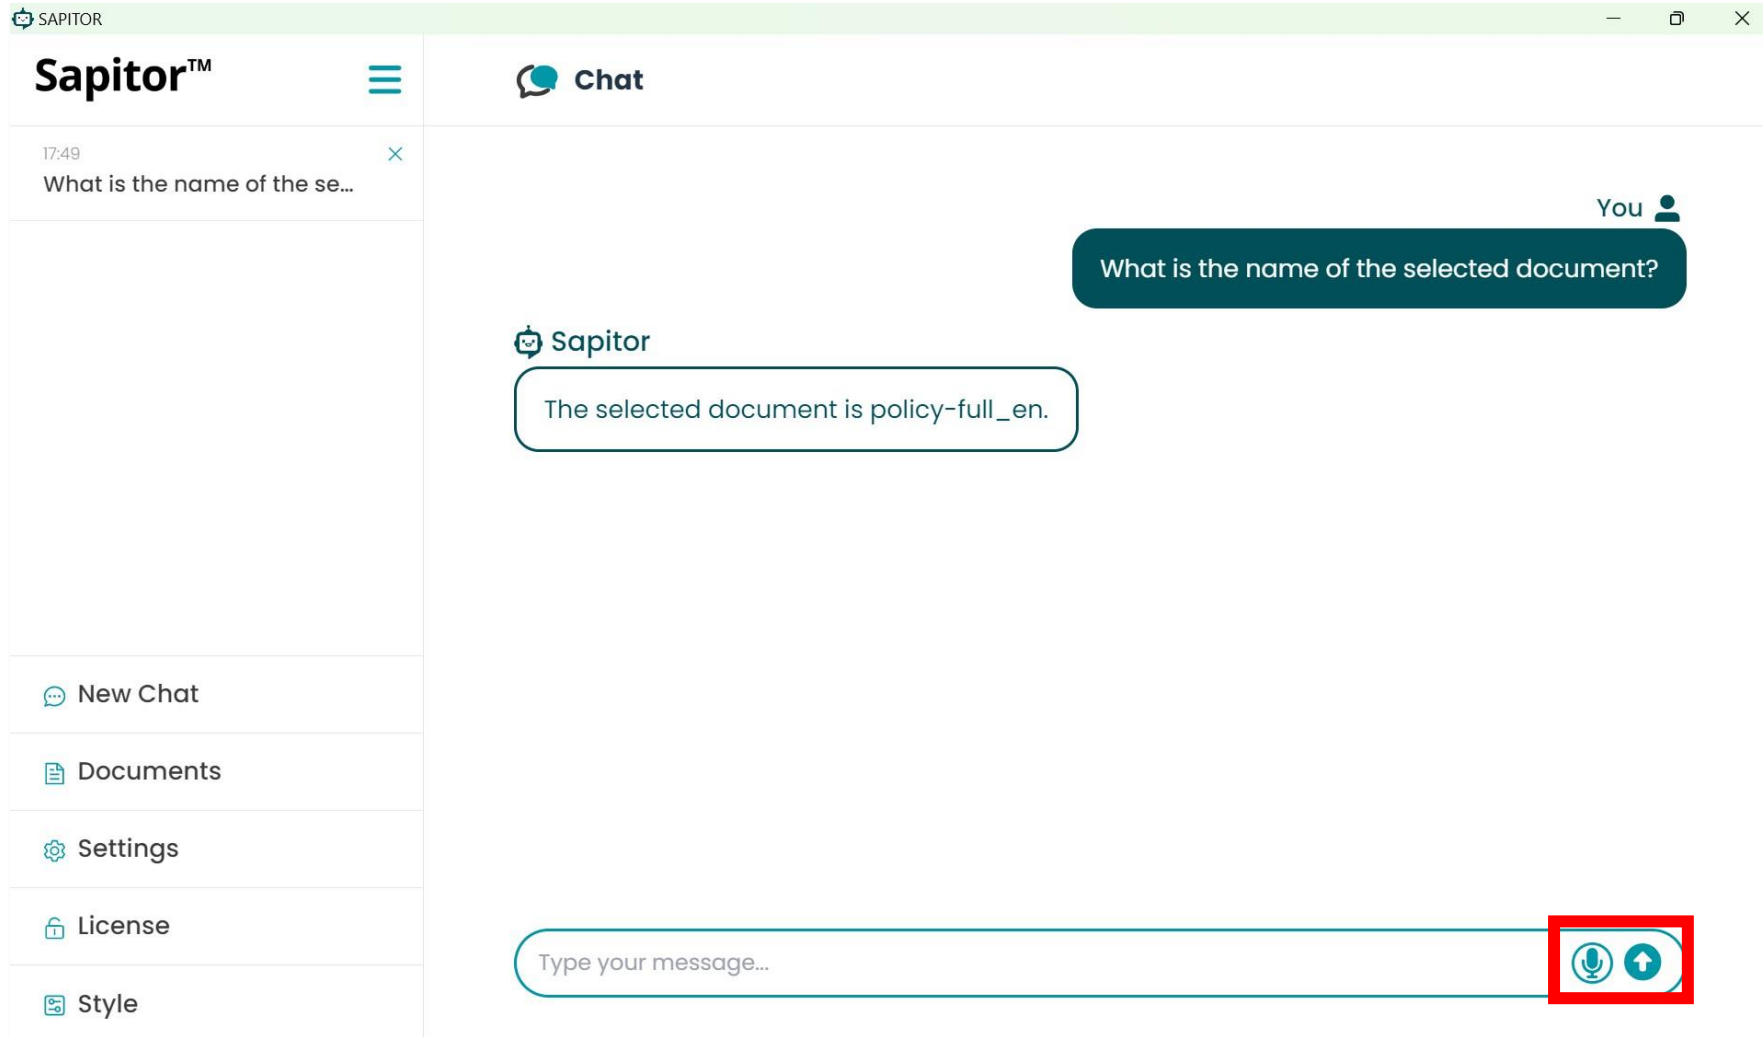 SAPITOR
Sapitor™
Chat
17:49
What is the name of the se...
You
What is the name of the selected document?
Sapitor
The selected document is policy-full_en.
New Chat
Documents
Settings
License
Style
Type your message...